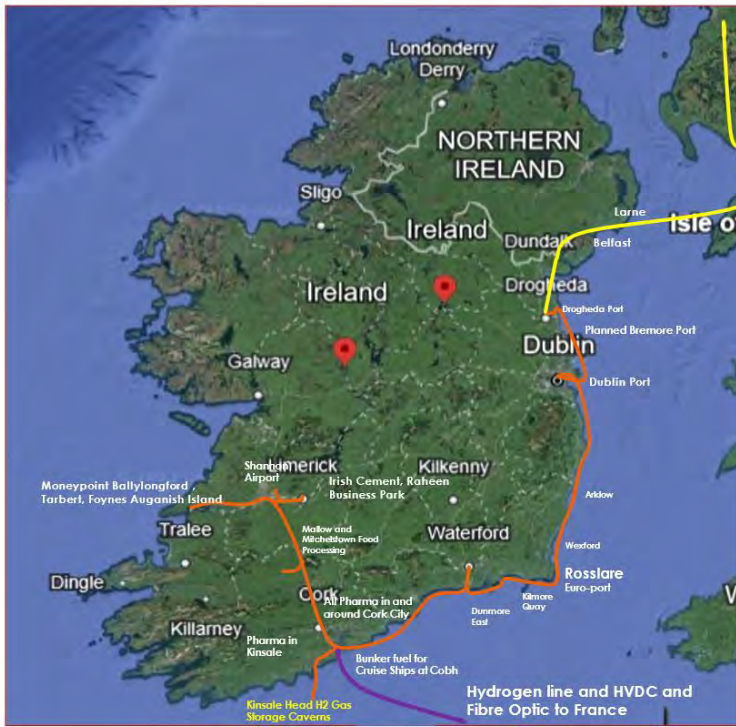 Londonderry
Derry
NORTHERN
IRELAND
Sligo
Ireland
Larne
Isle o
Dundalk
Belfast
Ireland
Drogheda
Drogheda Port
Planned Bremore Port
Dublin
Galway
Dublin Port
Shannon
Airport
Limerick
Kilkenny
Moneypoint Ballylongford ,
Tarbert, Foynes Auganish Island
Irish Cement, Raheen
Business Park
Arklow
Tralee
Mallow and
Mitchelstown Food
Processing
Waterford
Wexford
Dingle
Rosslare
Euro-port
Cork
All Pharma in and
around Cork City
Kilmore
Quay
Dunmore
East
Killarney
Pharma in
Kinsale
Bunker fuel for
Cruise Ships at Cobh
Kinsale Head H2 Gas
Storage Caverns
Hydrogen line and HVDC and
Fibre Optic to France
W